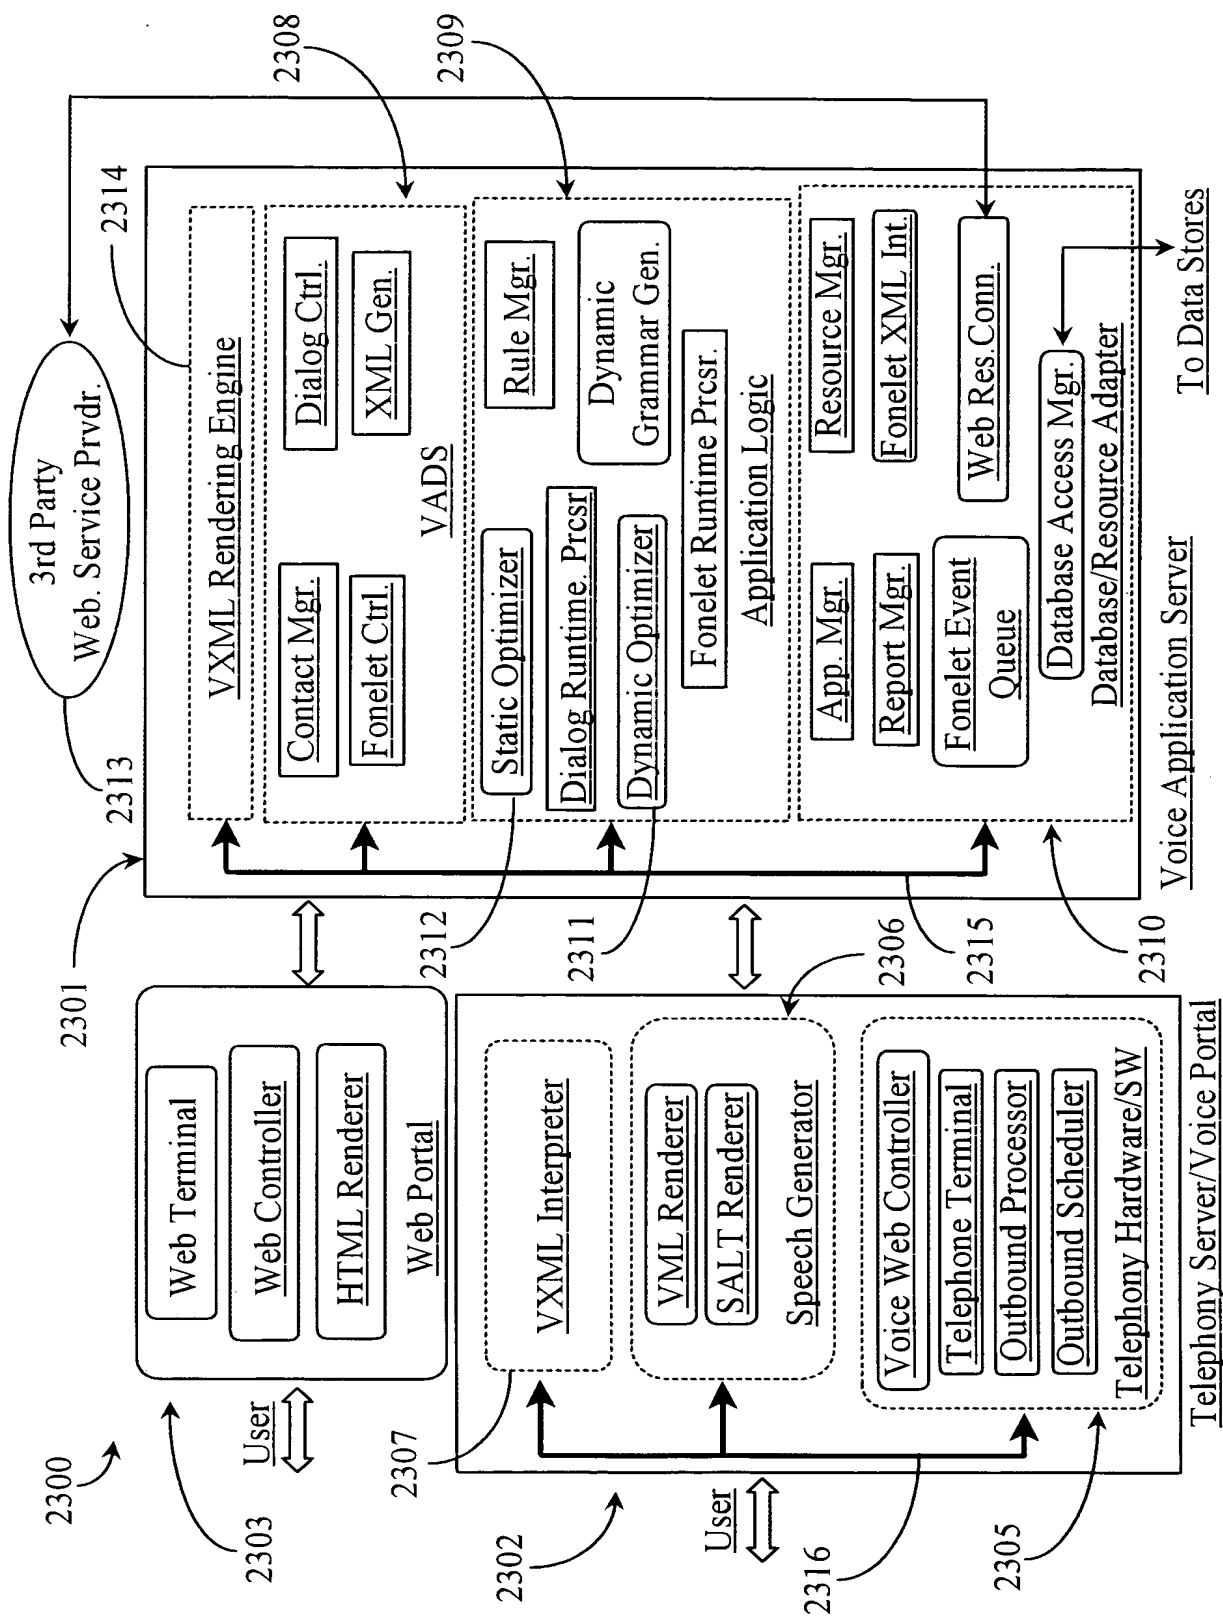 2300
2303
User
Web Terminal
Web Controller
HTML Renderer
Web Portal
2301
2313
3rd Party
Web. Service Prvdr.
2314
VXML Rendering Engine
Contact Mgr.
Dialog Ctrl.
Fonelet Ctrl.
XML Gen.
VADS
2308
2309
2312
Static Optimizer
Rule Mgr.
Dialog Runtime. Prcsr
Dynamic
Grammar Gen.
2311
Dynamic Optimizer
Fonelet Runtime Prcsr.
Application Logic
App. Mgr.
Resource Mgr.
Report Mgr.
Fonelet XML Int.
Fonelet Event
Queue
Web Res.Conn.
Database Access Mgr.
Database/Resource Adapter
To Data Stores
2315
2310
Voice Application Server
2302
User
2307
VXML Interpreter
2306
VML Renderer
SALT Renderer
Speech Generator
Voice Web Controller
Telephone Terminal
Outbound Processor
Outbound Scheduler
Telephony Hardware/SW
2316
2305
Telephony Server/Voice Portal